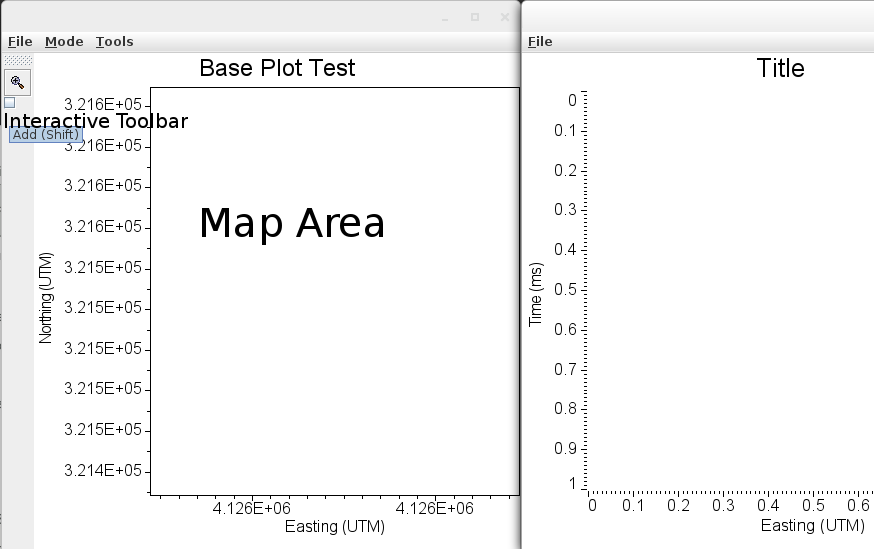 File Mode Tools
Base Plot Test
Interactive Toolbar
Add (Shift)
Map Area
Northing (UTM)
3.216E+05
3.216E+05
3.216E+05
3.216E+05
3.215E+05
3.215E+05
3.215E+05
3.215E+05
3.215E+05
3.214E+05
4.126E+06 4.126E+06
Easting (UTM)
File
Title
Time (ms)
0
0.1
0.2
0.3
0.4
0.5
0.6
0.7
0.8
0.9
1
0 0.1 0.2 0.3 0.4 0.5 0.6
Easting (UTM)